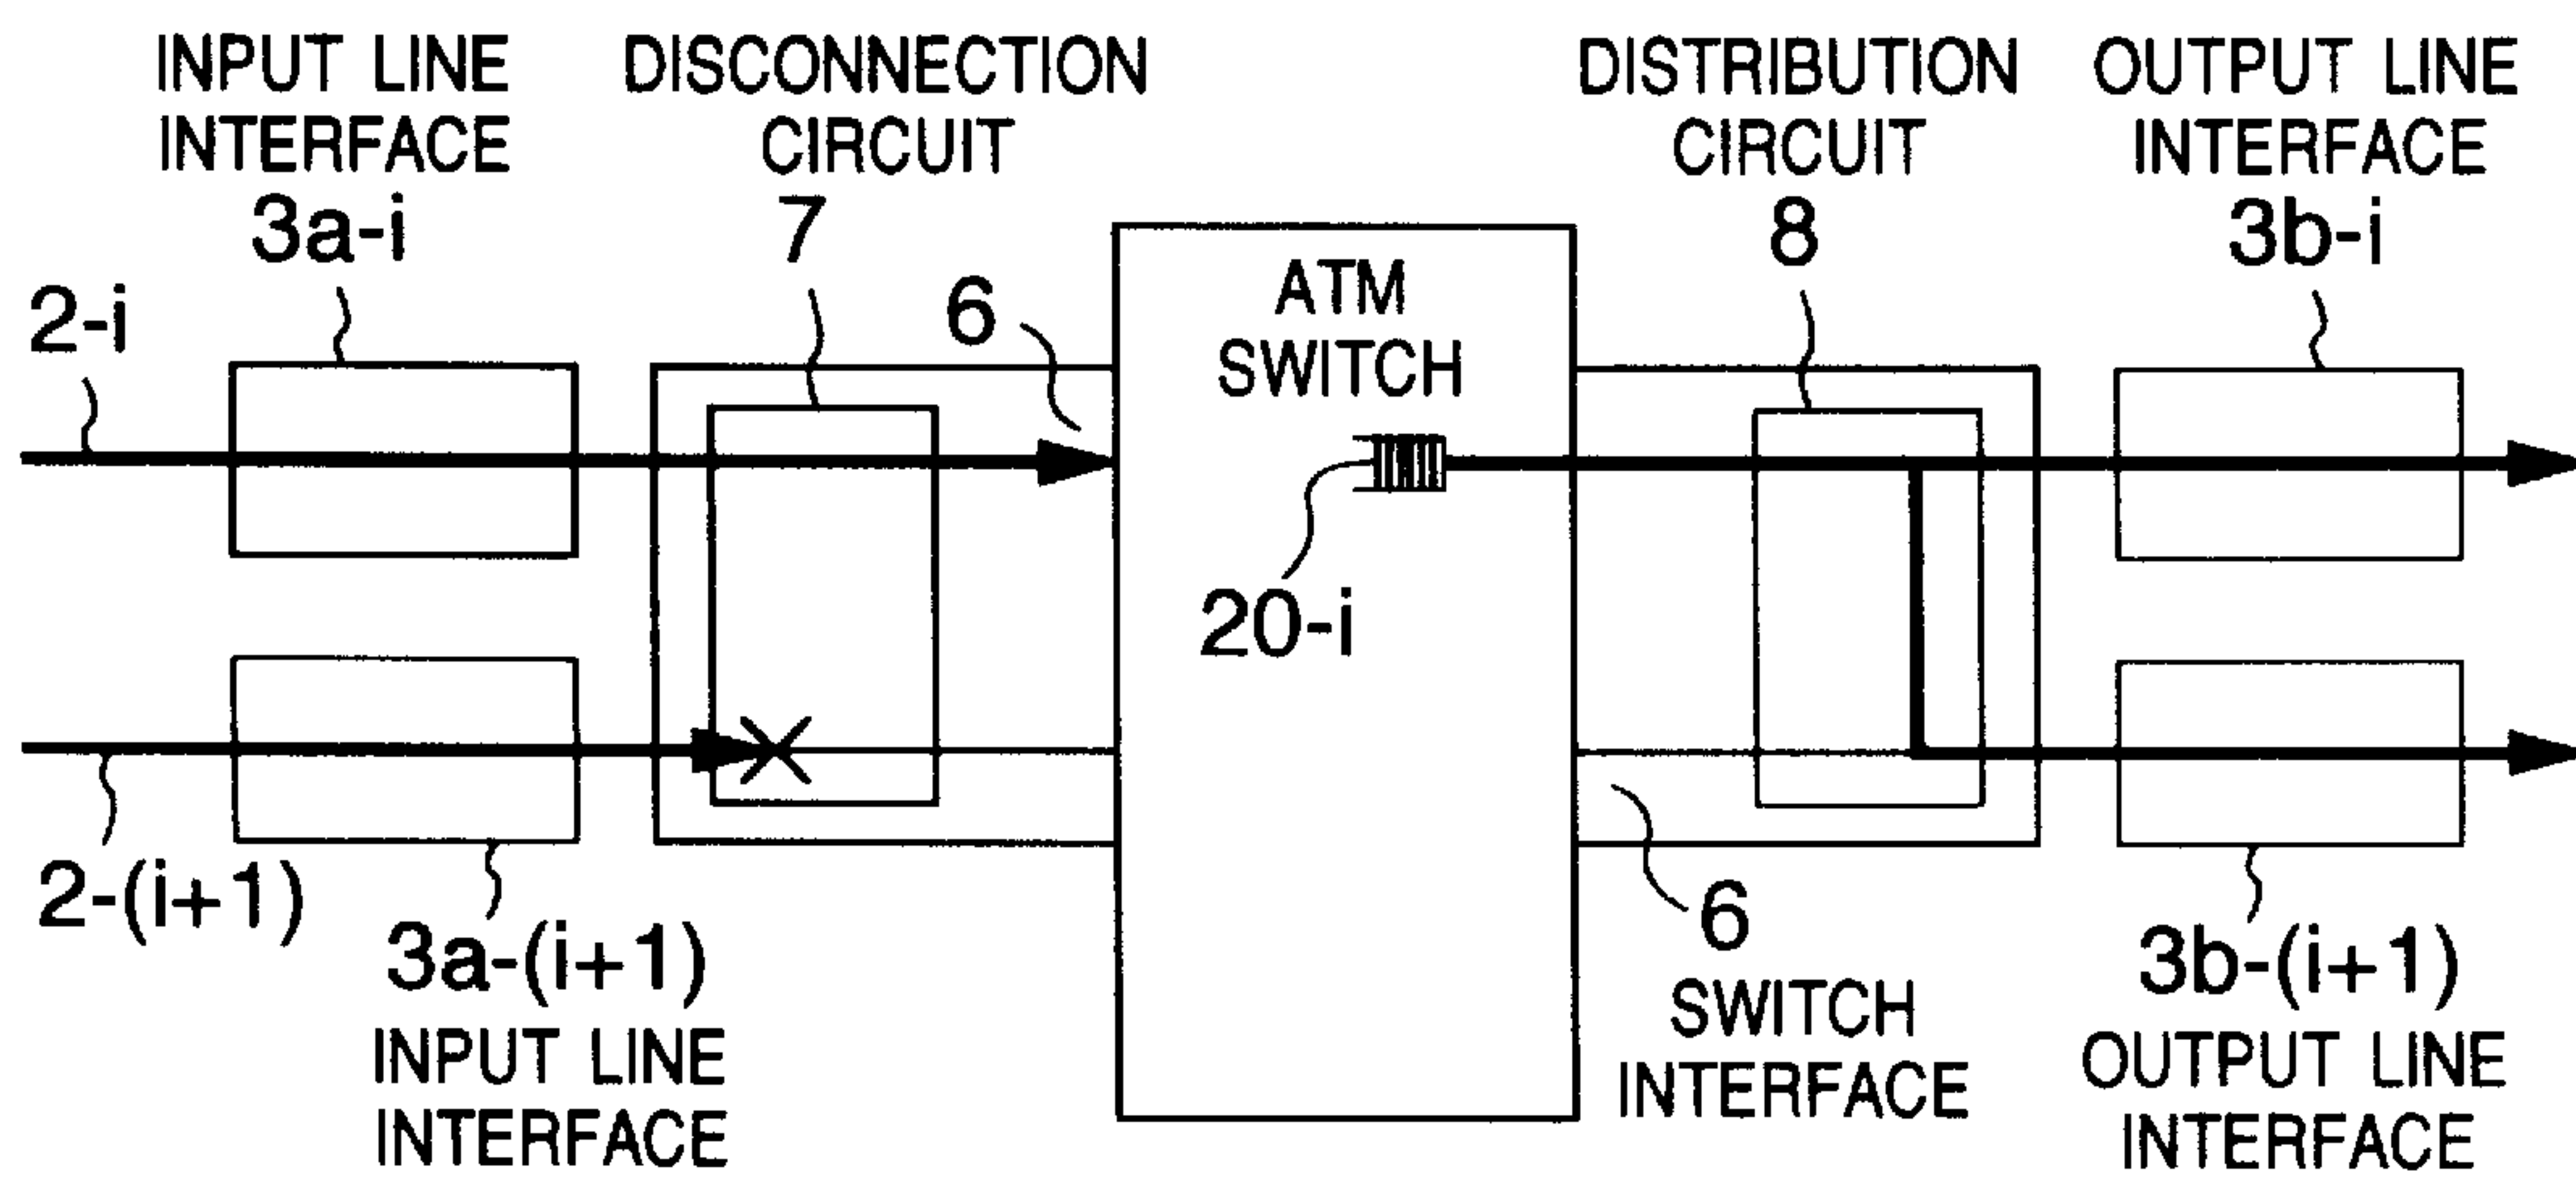 INPUT LINE
INTERFACE
3a-i
DISCONNECTION
CIRCUIT
7
DISTRIBUTION
CIRCUIT
8
OUTPUT LINE
INTERFACE
3b-i
2-i
6
ATM
SWITCH
20-i
2-(i+1)
3a-(i+1)
INPUT LINE
INTERFACE
6
SWITCH
INTERFACE
3b-(i+1)
OUTPUT LINE
INTERFACE